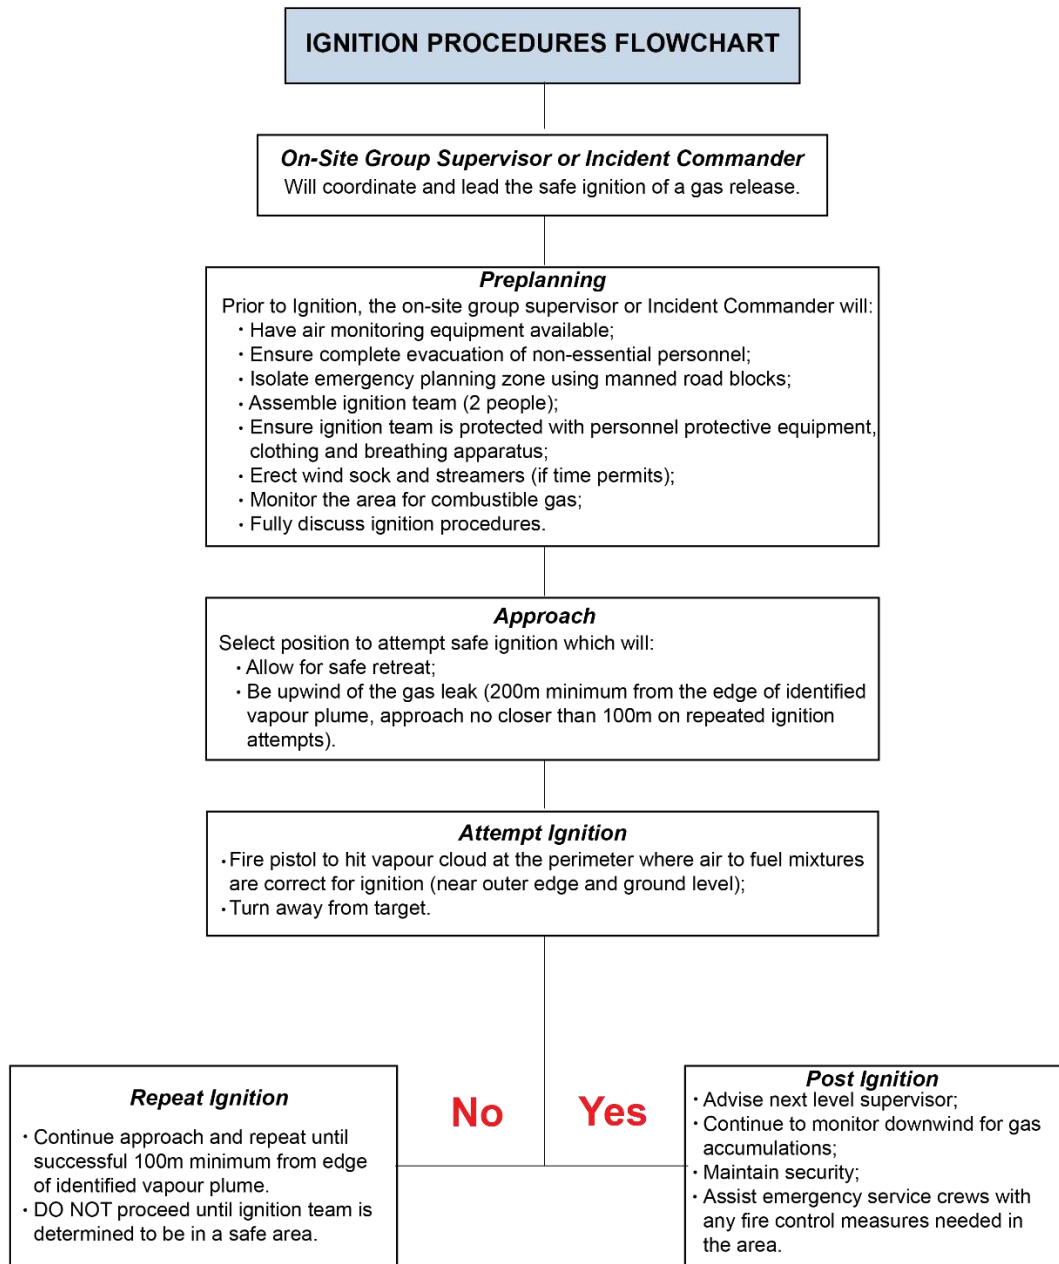 IGNITION PROCEDURES FLOWCHART
On-Site Group Supervisor or Incident Commander
Will coordinate and lead the safe ignition of a gas release.
Preplanning
Prior to Ignition, the on-site group supervisor or Incident Commander will:
• Have air monitoring equipment available;
• Ensure complete evacuation of non-essential personnel;
• Isolate emergency planning zone using manned road blocks;
• Assemble ignition team (2 people);
• Ensure ignition team is protected with personnel protective equipment,
clothing and breathing apparatus;
• Erect wind sock and streamers (if time permits);
• Monitor the area for combustible gas;
• Fully discuss ignition procedures.
Approach
Select position to attempt safe ignition which will:
• Allow for safe retreat;
• Be upwind of the gas leak (200m minimum from the edge of identified
vapour plume, approach no closer than 100m on repeated ignition
attempts).
Attempt Ignition
• Fire pistol to hit vapour cloud at the perimeter where air to fuel mixtures
are correct for ignition (near outer edge and ground level);
• Turn away from target.
Repeat Ignition
• Continue approach and repeat until
successful 100m minimum from edge
of identified vapour plume.
• DO NOT proceed until ignition team is
determined to be in a safe area.
No
Yes
Post Ignition
• Advise next level supervisor;
• Continue to monitor downwind for gas
accumulations;
• Maintain security;
• Assist emergency service crews with
any fire control measures needed in
the area.